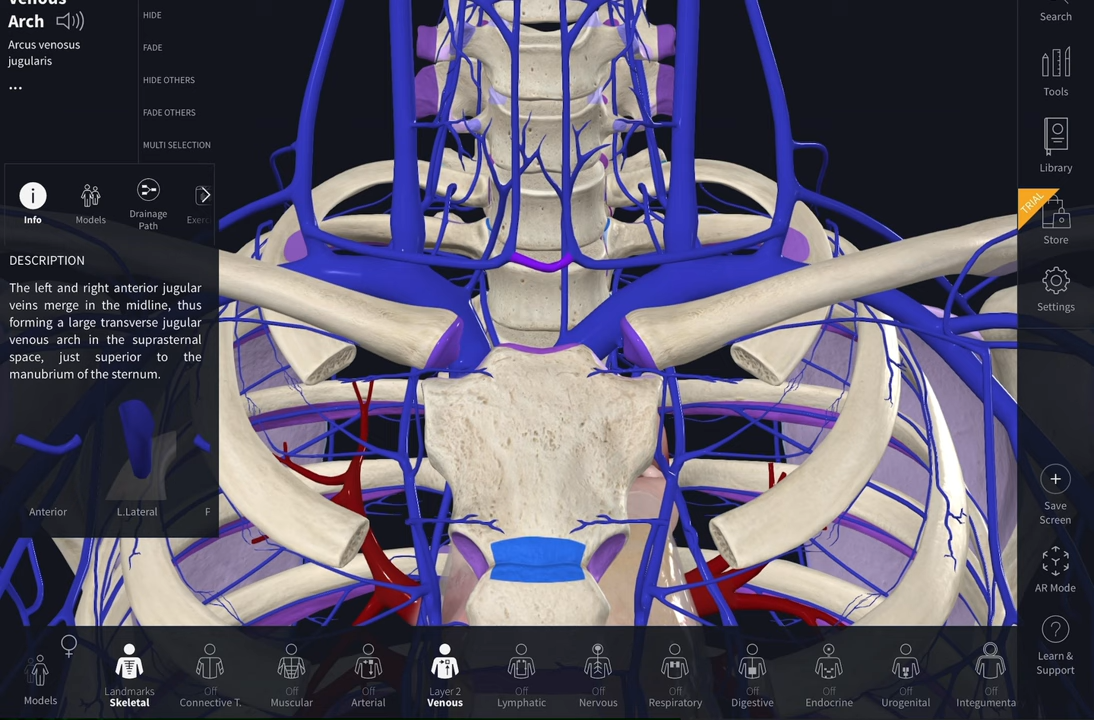 Venous
Arch
Arcus venosus
jugularis
...
HIDE
FADE
HIDE OTHERS
FADE OTHERS
MULTI SELECTION
Info
Models
Drainage
Path
Exer
DESCRIPTION
The left and right anterior jugular
veins merge in the midline, thus
forming a large transverse jugular
venous arch in the suprasternal
space, just superior to the
manubrium of the sternum.
Anterior
L.Lateral
F
Search
Tools
Library
TRIAL
Store
Settings
Save
Screen
AR Mode
Learn &
Support
Models
Landmarks
Skeletal
Off
Connective T.
Off
Muscular
Off
Arterial
Layer 2
Venous
Off
Lymphatic
Off
Nervous
Off
Respiratory
Off
Digestive
Off
Endocrine
Off
Urogenital
Off
Integumenta